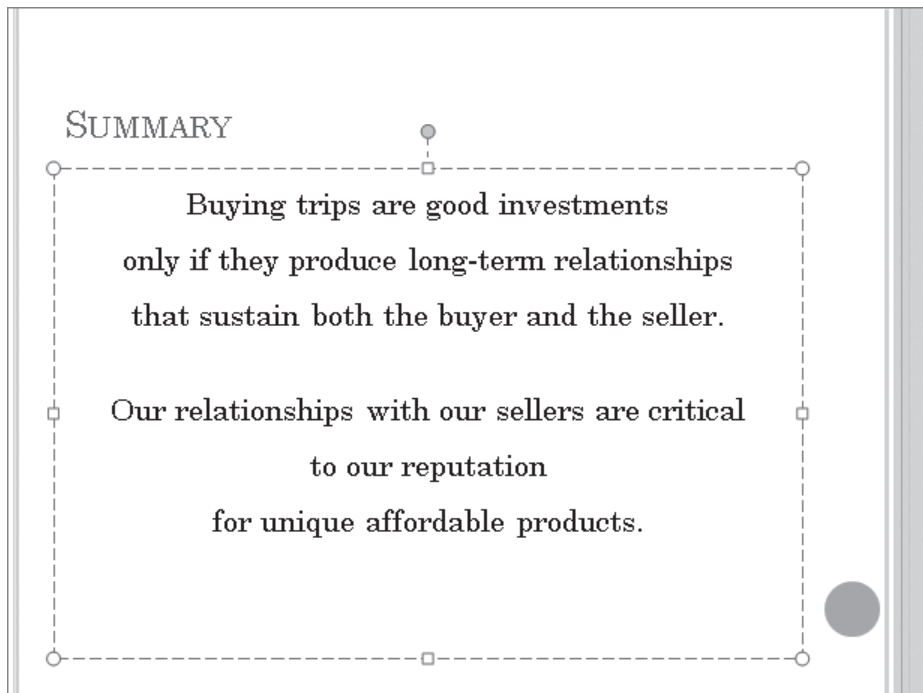 SUMMARY
Buying trips are good investments
only if they produce long-term relationships
that sustain both the buyer and the seller.
Our relationships with our sellers are critical
to our reputation
for unique affordable products.